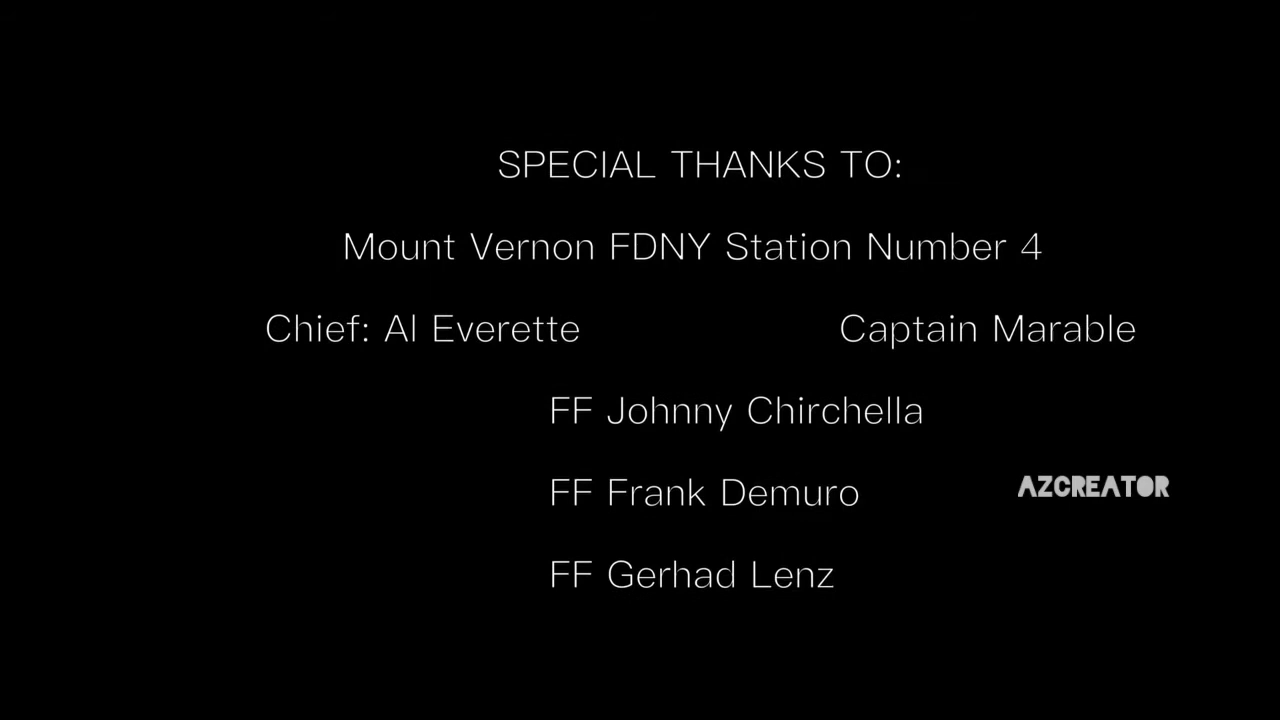 SPECIAL THANKS TO:
Mount Vernon FDNY Station Number 4
Chief: Al Everette Captain Marable
FF Johnny Chirchella
FF Frank Demuro
AZCREATOR
FF Gerhad Lenz